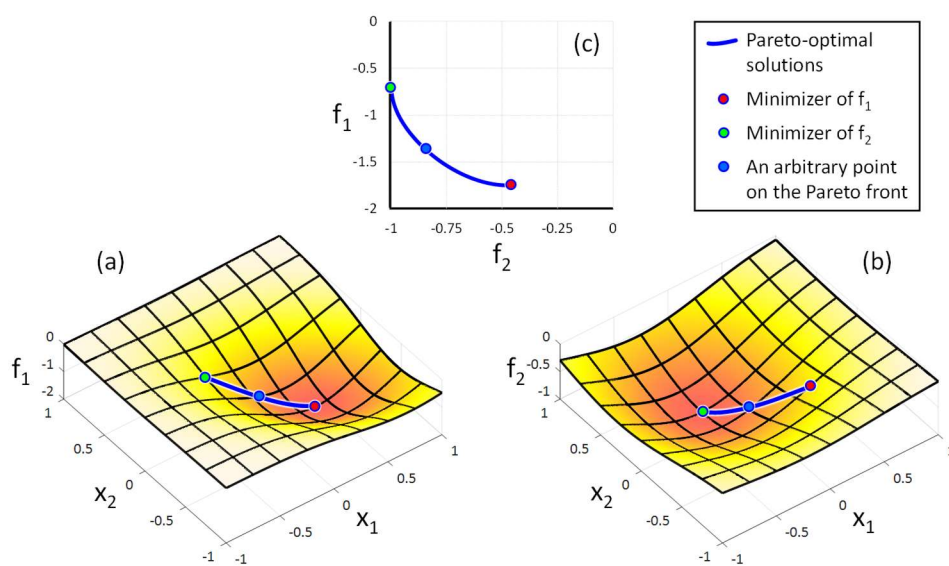 (c)
0
-0.5
-1
-1.5
-2
f₁
-1 -0.75 -0.5 -0.25 0
f₂
Pareto-optimal
solutions
Minimizer of f₁
Minimizer of f₂
An arbitrary point
on the Pareto front
(a)
f₁
0
-1
-2
1
0.5
0
-0.5
-1
x₂
-1
-0.5
0
0.5
1
x₁
(b)
f₂
0
-0.5
-1
1
0.5
0
-0.5
-1
x₂
-1
-0.5
0
0.5
1
x₁